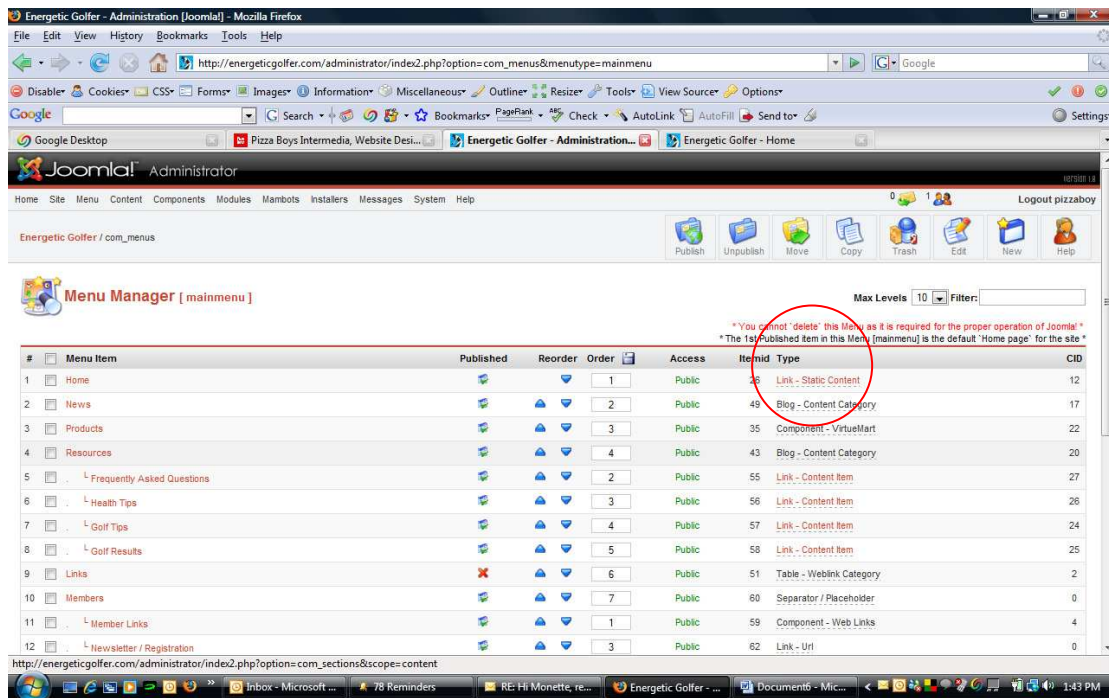 Energetic Golfer - Administration [Joomla!] - Mozilla Firefox
File Edit View History Bookmarks Tools Help
http://energeticgolfer.com/administrator/index2.php?option=com_menus&menutype=mainmenu Google
Disable Cookies CSS Forms Images Information Miscellaneous Outline Resize Tools View Source Options
Google Search Bookmarks PageRank Check AutoLink AutoFill Send to Settings
Google Desktop Pizza Boys Intermedia, Website Desi... Energetic Golfer - Administration... Energetic Golfer - Home
Joomla! Administrator
Home Site Menu Content Components Modules Mambots Installers Messages System Help 0 1 Logout pizzaboy
Energetic Golfer / com_menus Publish Unpublish Move Copy Trash Edit New Help
Menu Manager [ mainmenu ] Max Levels 10 Filter:
* You cannot `delete` this Menu as it is required for the proper operation of Joomla! *
* The 1st Published item in this Menu [mainmenu] is the default `Home page` for the site *
# Menu Item Published Reorder Order Access Itemid Type CID
1 Home 1 Public 26 Link - Static Content 12
2 News 2 Public 49 Blog - Content Category 17
3 Products 3 Public 35 Component - VirtueMart 22
4 Resources 4 Public 43 Blog - Content Category 20
5 . L Frequently Asked Questions 2 Public 55 Link - Content Item 27
6 . L Health Tips 3 Public 56 Link - Content Item 26
7 . L Golf Tips 4 Public 57 Link - Content Item 24
8 . L Golf Results 5 Public 58 Link - Content Item 25
9 Links 6 Public 51 Table - Weblink Category 2
10 Members 7 Public 60 Separator / Placeholder 0
11 . L Member Links 1 Public 59 Component - Web Links 4
12 . L Newsletter / Registration 3 Public 62 Link - Url 0
http://energeticgolfer.com/administrator/index2.php?option=com_sections&scope=content
Inbox - Microsoft ... 78 Reminders RE: Hi Monette, re... Energetic Golfer - ... Document6 - Mic... 1:43 PM